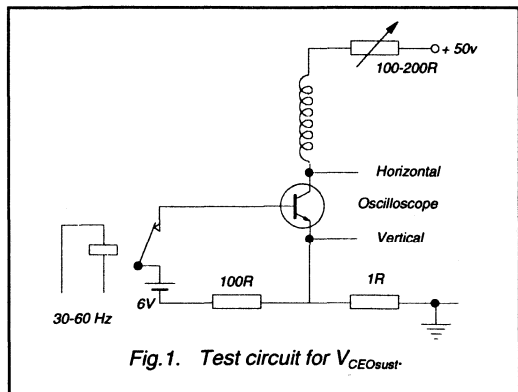 + 50v
100-200R
Horizontal
Oscilloscope
Vertical
100R
1R
6V
30-60 Hz
Fig.1. Test circuit for VCEOsust.